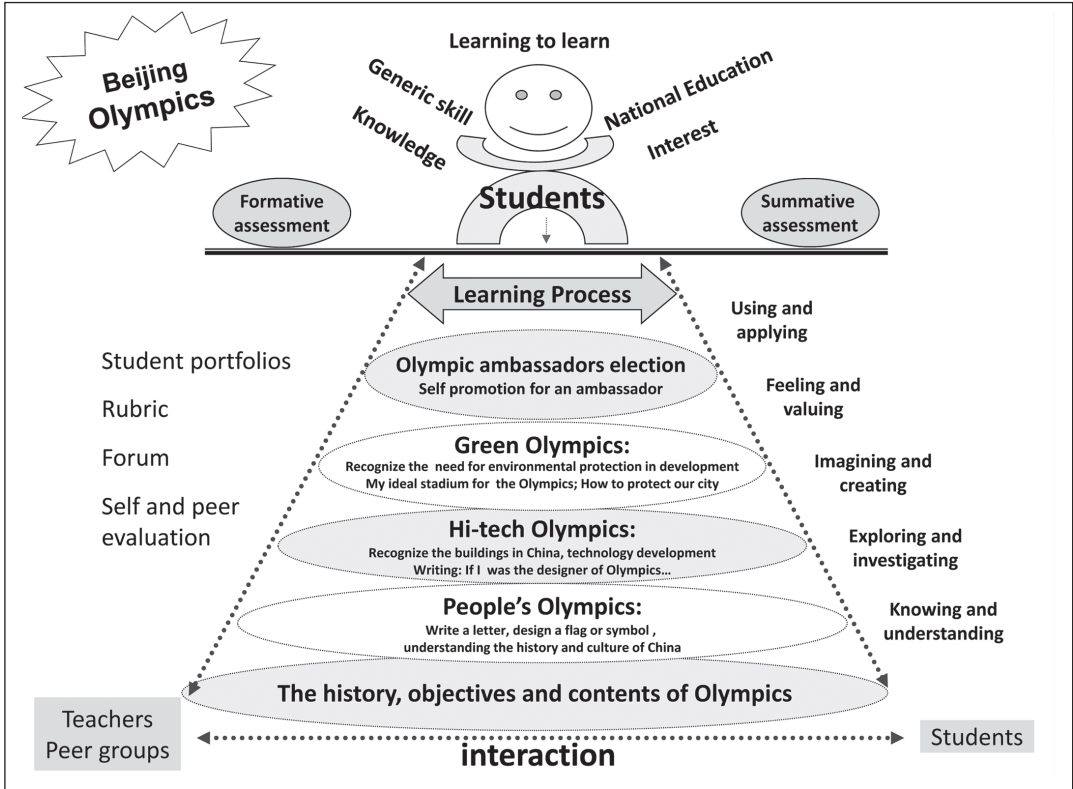 Beijing
Olympics
Learning to learn
Generic skill
Knowledge
National Education
Interest
Students
Formative
assessment
Summative
assessment
Learning Process
Using and
applying
Student portfolios
Olympic ambassadors election
Self promotion for an ambassador
Feeling and
valuing
Rubric
Green Olympics:
Recognize the need for environmental protection in development
My ideal stadium for the Olympics; How to protect our city
Imagining and
creating
Forum
Self and peer
evaluation
Hi-tech Olympics:
Recognize the buildings in China, technology development
Writing: If I was the designer of Olympics…
Exploring and
investigating
People’s Olympics:
Write a letter, design a flag or symbol ,
understanding the history and culture of China
Knowing and
understanding
The history, objectives and contents of Olympics
Teachers
Peer groups
interaction
Students